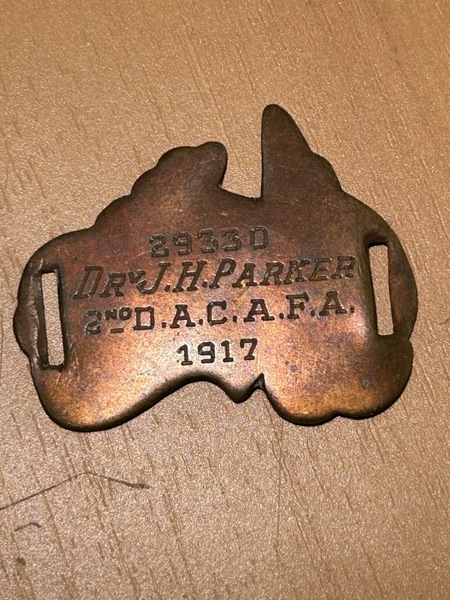 29330
DRV J.H. PARKER
2ND D.A.C.A.F.A.
1917